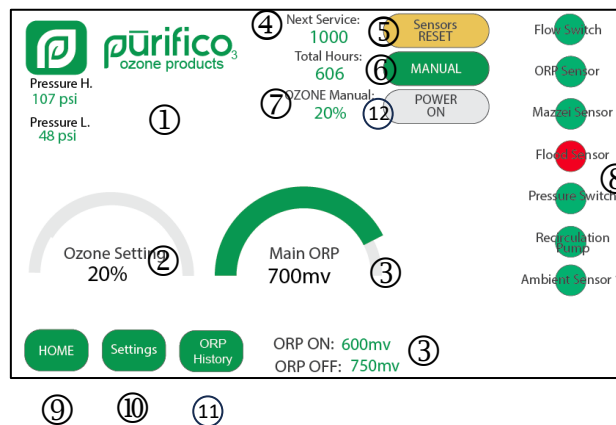 pūrifico3
ozone products
Pressure H.
107 psi
Pressure L.
48 psi
①
④ Next Service:
1000
Total Hours:
606
⑦ OZONE Manual:
20%
⑤ Sensors
RESET
⑥ MANUAL
⑫ POWER
ON
Flow Switch
ORP Sensor
Mazzei Sensor
Flood Sensor
⑧
Pressure Switch
Recirculation
Pump
Ambient Sensor
Ozone Setting
20% ②
Main ORP
700mv ③
HOME
Settings
ORP
History
ORP ON: 600mv
ORP OFF: 750mv
③
⑨ ⑩ ⑪